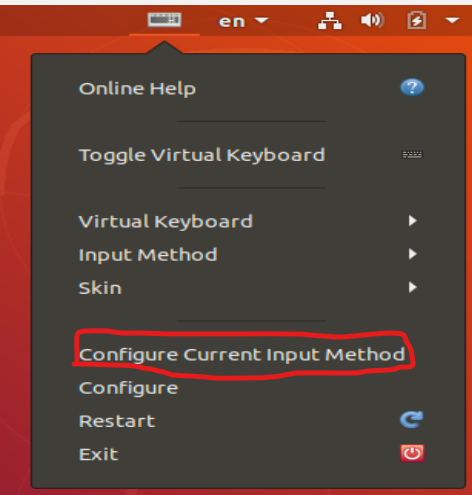 en
Online Help
Toggle Virtual Keyboard
Virtual Keyboard
Input Method
Skin
Configure Current Input Method
Configure
Restart
Exit